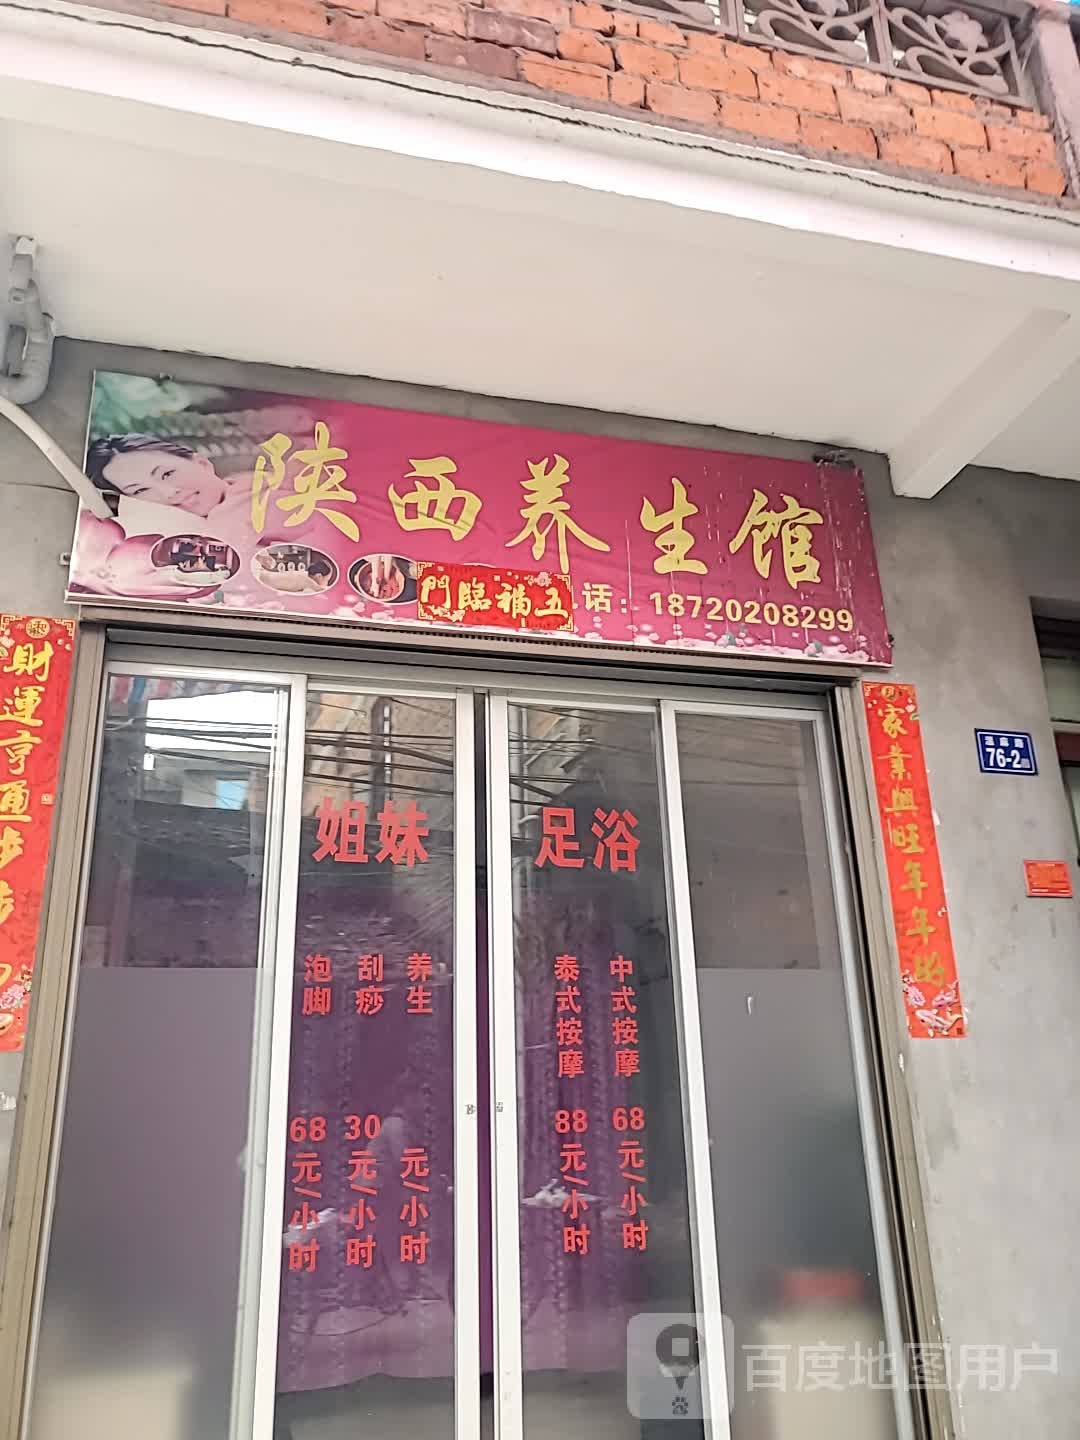 陕西养生馆
門臨福五
话：18720208299
財運亨通步步
家業興旺年年好
76-2
姐妹 足浴
泡脚 68元/小时
刮痧 30元/小时
养生 元/小时
泰式按摩 88元/小时
中式按摩 68元/小时
百度地图用户